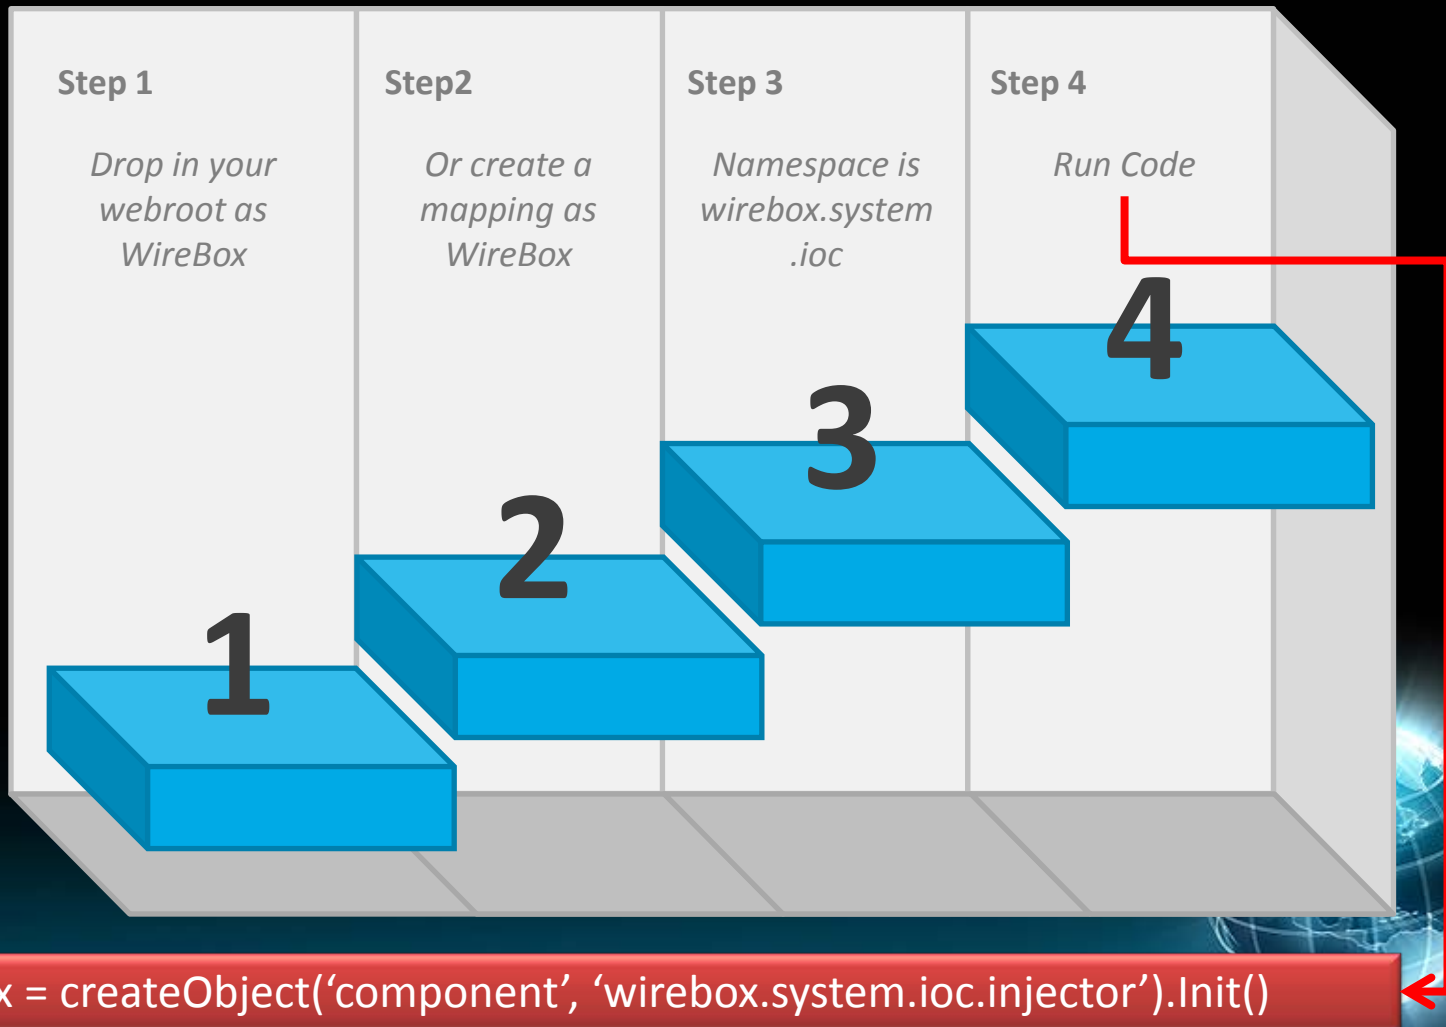 Step 1
Drop in your
webroot as
WireBox
Step2
Or create a
mapping as
WireBox
Step 3
Namespace is
wirebox.system
.ioc
Step 4
Run Code
1
2
3
4
x = createObject(‘component’, ‘wirebox.system.ioc.injector’).Init()